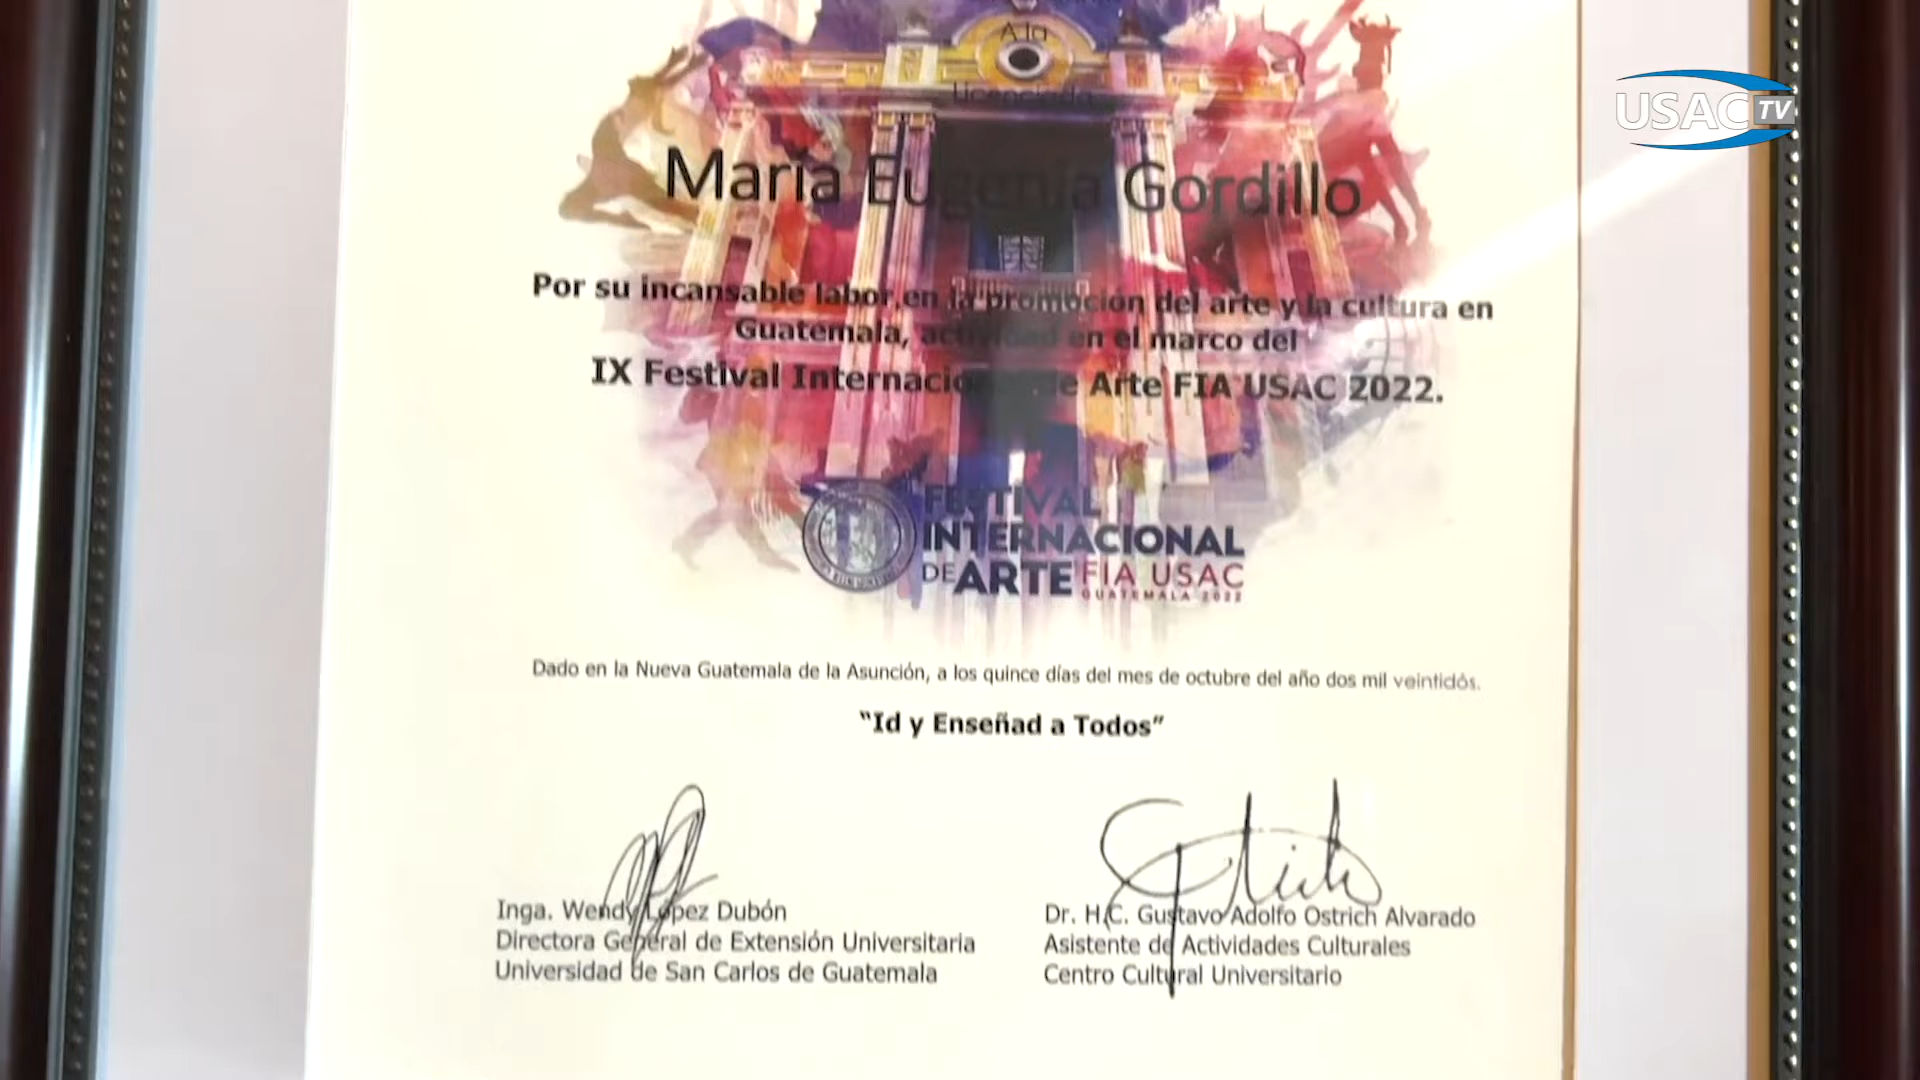 A la
Licenciada
María Eugenia Gordillo
Por su incansable labor, en la promoción del arte y la cultura en
Guatemala, actividad en el marco del
IX Festival Internacional de Arte FIA USAC 2022.
FESTIVAL
INTERNACIONAL
DE ARTE FIA USAC
GUATEMALA 2022
Dado en la Nueva Guatemala de la Asunción, a los quince días del mes de octubre del año dos mil veintidós.
“Id y Enseñad a Todos”
Inga. Wendy López Dubón
Directora General de Extensión Universitaria
Universidad de San Carlos de Guatemala
Dr. H.C. Gustavo Adolfo Ostrich Alvarado
Asistente de Actividades Culturales
Centro Cultural Universitario
USAC TV